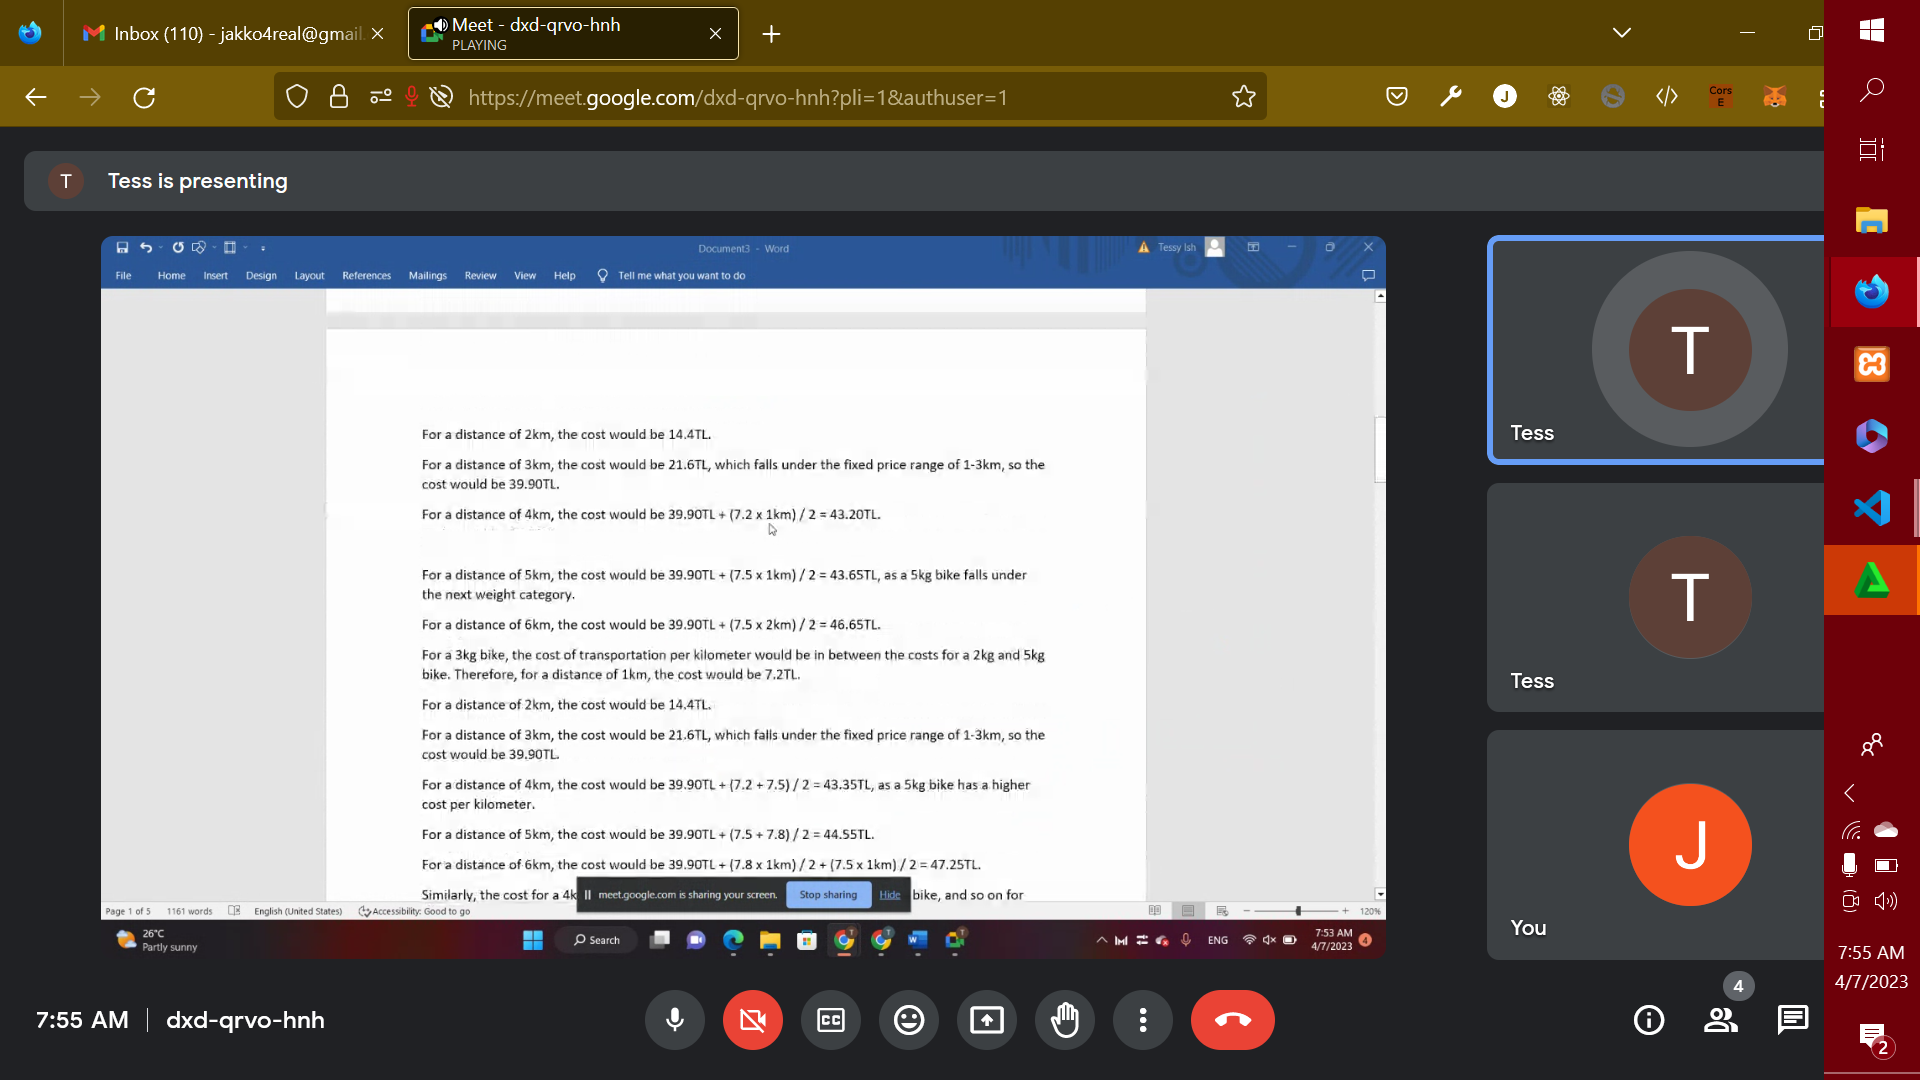 Inbox (110) - jakko4real@gmail.
Meet - dxd-qrvo-hnh
PLAYING
https://meet.google.com/dxd-qrvo-hnh?pli=1&authuser=1
J
Cors
E
T
Tess is presenting
Document3 - Word
Tessy Ish
File Home Insert Design Layout References Mailings Review View Help Tell me what you want to do
For a distance of 2km, the cost would be 14.4TL.
For a distance of 3km, the cost would be 21.6TL, which falls under the fixed price range of 1-3km, so the
cost would be 39.90TL.
For a distance of 4km, the cost would be 39.90TL + (7.2 x 1km) / 2 = 43.20TL.
For a distance of 5km, the cost would be 39.90TL + (7.5 x 1km) / 2 = 43.65TL, as a 5kg bike falls under
the next weight category.
For a distance of 6km, the cost would be 39.90TL + (7.5 x 2km) / 2 = 46.65TL.
For a 3kg bike, the cost of transportation per kilometer would be in between the costs for a 2kg and 5kg
bike. Therefore, for a distance of 1km, the cost would be 7.2TL.
For a distance of 2km, the cost would be 14.4TL.
For a distance of 3km, the cost would be 21.6TL, which falls under the fixed price range of 1-3km, so the
cost would be 39.90TL.
For a distance of 4km, the cost would be 39.90TL + (7.2 + 7.5) / 2 = 43.35TL, as a 5kg bike has a higher
cost per kilometer.
For a distance of 5km, the cost would be 39.90TL + (7.5 + 7.8) / 2 = 44.55TL.
For a distance of 6km, the cost would be 39.90TL + (7.8 x 1km) / 2 + (7.5 x 1km) / 2 = 47.25TL.
Similarly, the cost for a 4k bike, and so on for
meet.google.com is sharing your screen. Stop sharing Hide
Page 1 of 5 1161 words English (United States) Accessibility: Good to go 120%
26°C
Partly sunny
Search
ENG
7:53 AM
4/7/2023
4
T
Tess
T
Tess
J
You
7:55 AM
dxd-qrvo-hnh
CC
4
7:55 AM
4/7/2023
2